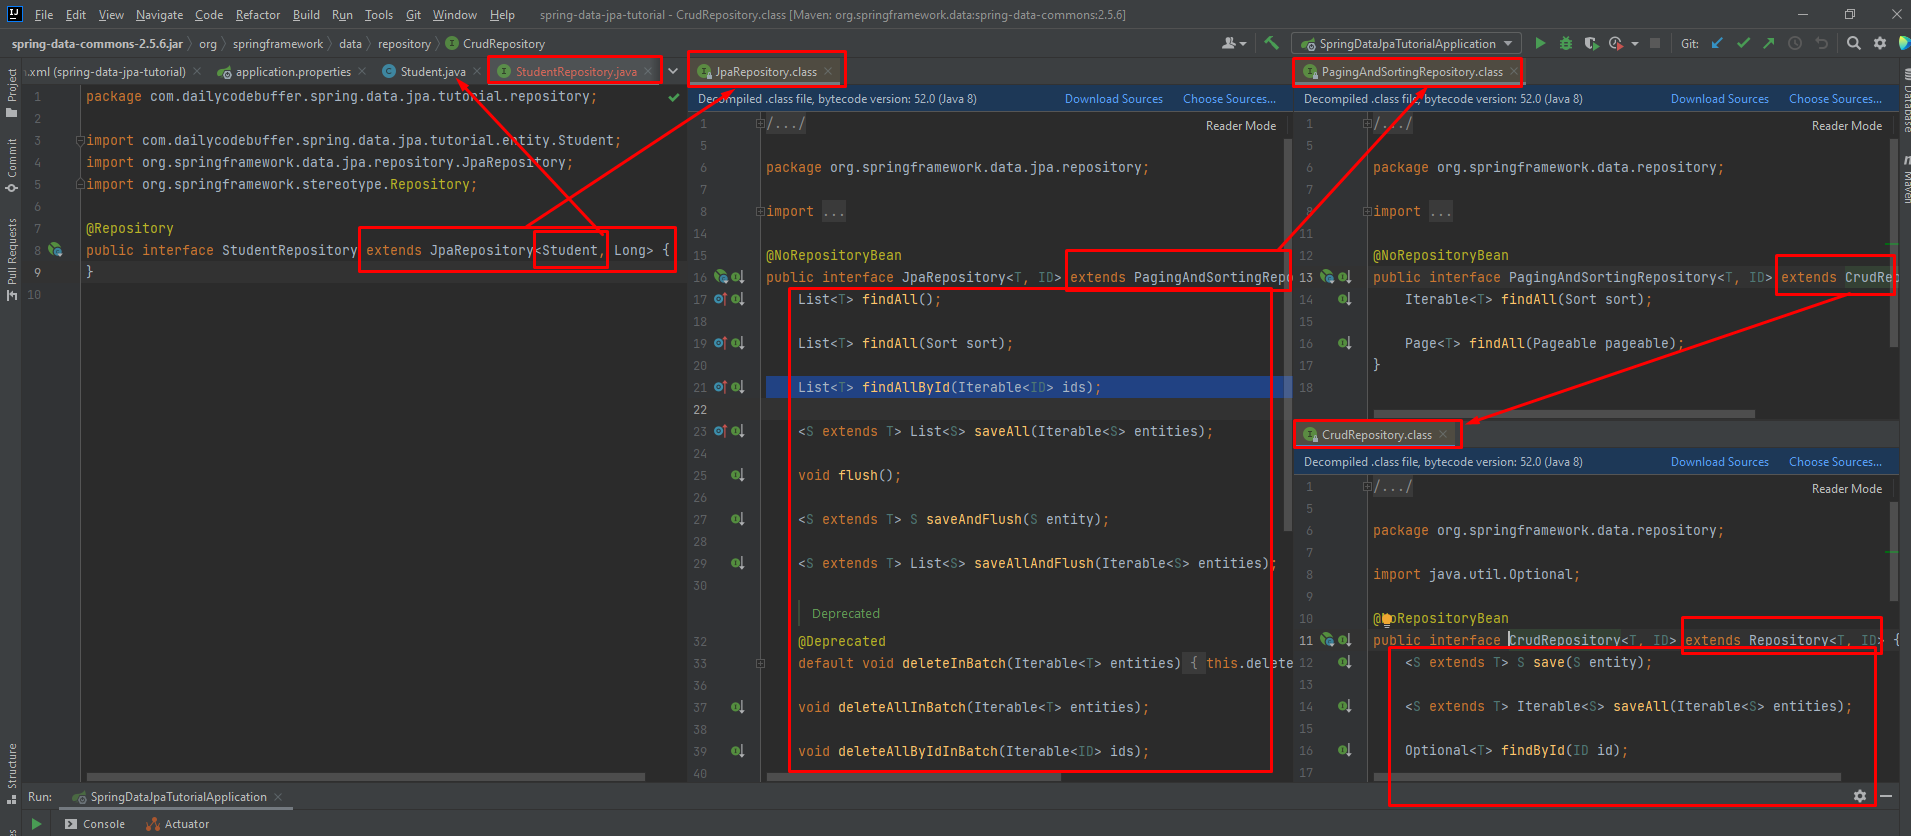 File Edit View Navigate Code Refactor Build Run Tools Git Window Help spring-data-jpa-tutorial - CrudRepository.class [Maven: org.springframework.data:spring-data-commons:2.5.6]
spring-data-commons-2.5.6.jar org springframework data repository CrudRepository SpringDataJpaTutorialApplication Git:
.xml (spring-data-jpa-tutorial) application.properties Student.java StudentRepository.java
1 package com.dailycodebuffer.spring.data.jpa.tutorial.repository;
2
3 import com.dailycodebuffer.spring.data.jpa.tutorial.entity.Student;
4 import org.springframework.data.jpa.repository.JpaRepository;
5 import org.springframework.stereotype.Repository;
6
7 @Repository
8 public interface StudentRepository extends JpaRepository<Student, Long> {
9 }
10
JpaRepository.class
Decompiled .class file, bytecode version: 52.0 (Java 8) Download Sources Choose Sources...
Reader Mode
1 /.../
5
6 package org.springframework.data.jpa.repository;
7
8 import ...
14
15 @NoRepositoryBean
16 public interface JpaRepository<T, ID> extends PagingAndSortingRepo
17 List<T> findAll();
18
19 List<T> findAll(Sort sort);
20
21 List<T> findAllById(Iterable<ID> ids);
22
23 <S extends T> List<S> saveAll(Iterable<S> entities);
24
25 void flush();
26
27 <S extends T> S saveAndFlush(S entity);
28
29 <S extends T> List<S> saveAllAndFlush(Iterable<S> entities);
30
Deprecated
32 @Deprecated
33 default void deleteInBatch(Iterable<T> entities) { this.delete
36
37 void deleteAllInBatch(Iterable<T> entities);
38
39 void deleteAllByIdInBatch(Iterable<ID> ids);
40
PagingAndSortingRepository.class
Decompiled .class file, bytecode version: 52.0 (Java 8) Download Sources Choose Sources...
Reader Mode
1 /.../
5
6 package org.springframework.data.repository;
7
8 import ...
11
12 @NoRepositoryBean
13 public interface PagingAndSortingRepository<T, ID> extends CrudRe
14 Iterable<T> findAll(Sort sort);
15
16 Page<T> findAll(Pageable pageable);
17 }
18
CrudRepository.class
Decompiled .class file, bytecode version: 52.0 (Java 8) Download Sources Choose Sources...
Reader Mode
1 /.../
5
6 package org.springframework.data.repository;
7
8 import java.util.Optional;
9
10 @NoRepositoryBean
11 public interface CrudRepository<T, ID> extends Repository<T, ID> {
12 <S extends T> S save(S entity);
13
14 <S extends T> Iterable<S> saveAll(Iterable<S> entities);
15
16 Optional<T> findById(ID id);
17
Project
Commit
Pull Requests
Structure
Database
Maven
Run: SpringDataJpaTutorialApplication
Console Actuator